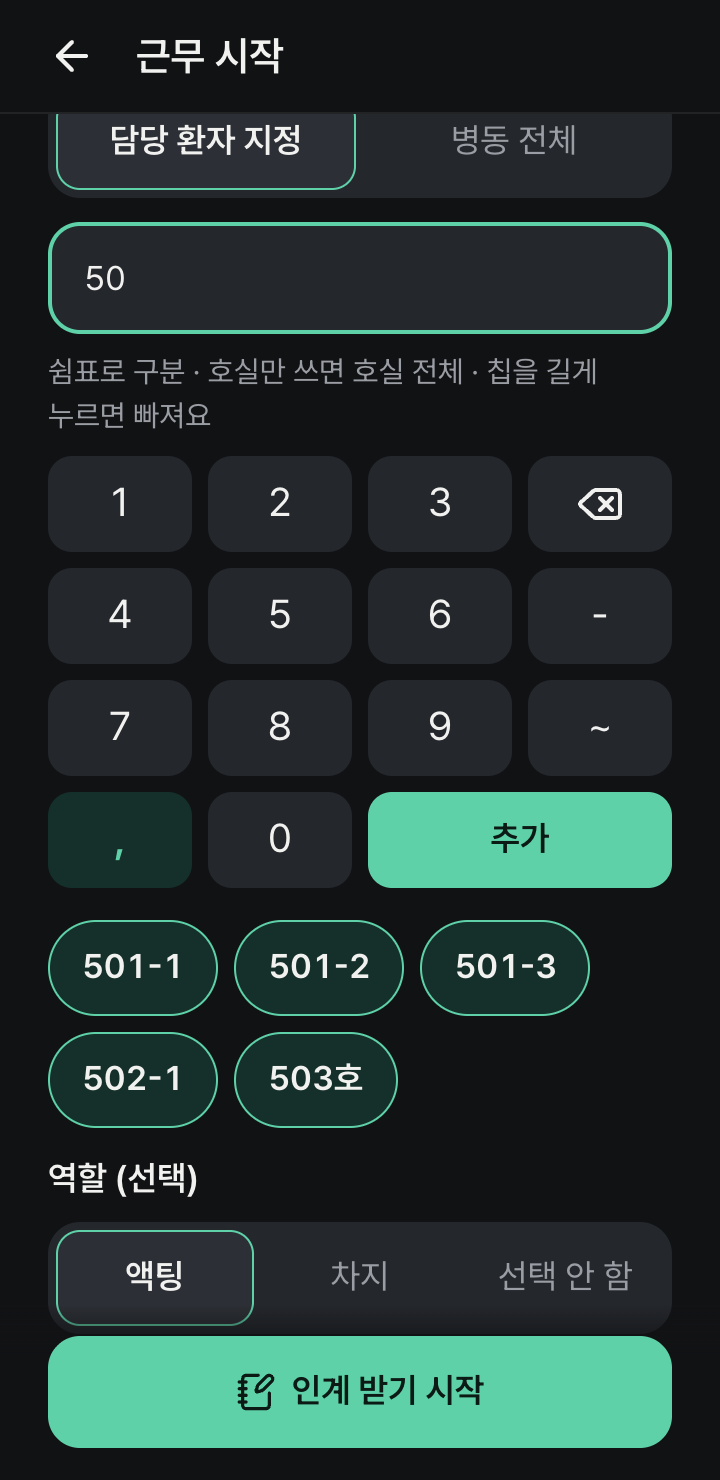 근무 시작
담당 환자 지정 병동 전체
50
쉼표로 구분 · 호실만 쓰면 호실 전체 · 칩을 길게
누르면 빠져요
1 2 3
4 5 6 -
7 8 9 ~
, 0 추가
501-1 501-2 501-3
502-1 503호
역할 (선택)
액팅 차지 선택 안 함
인계 받기 시작